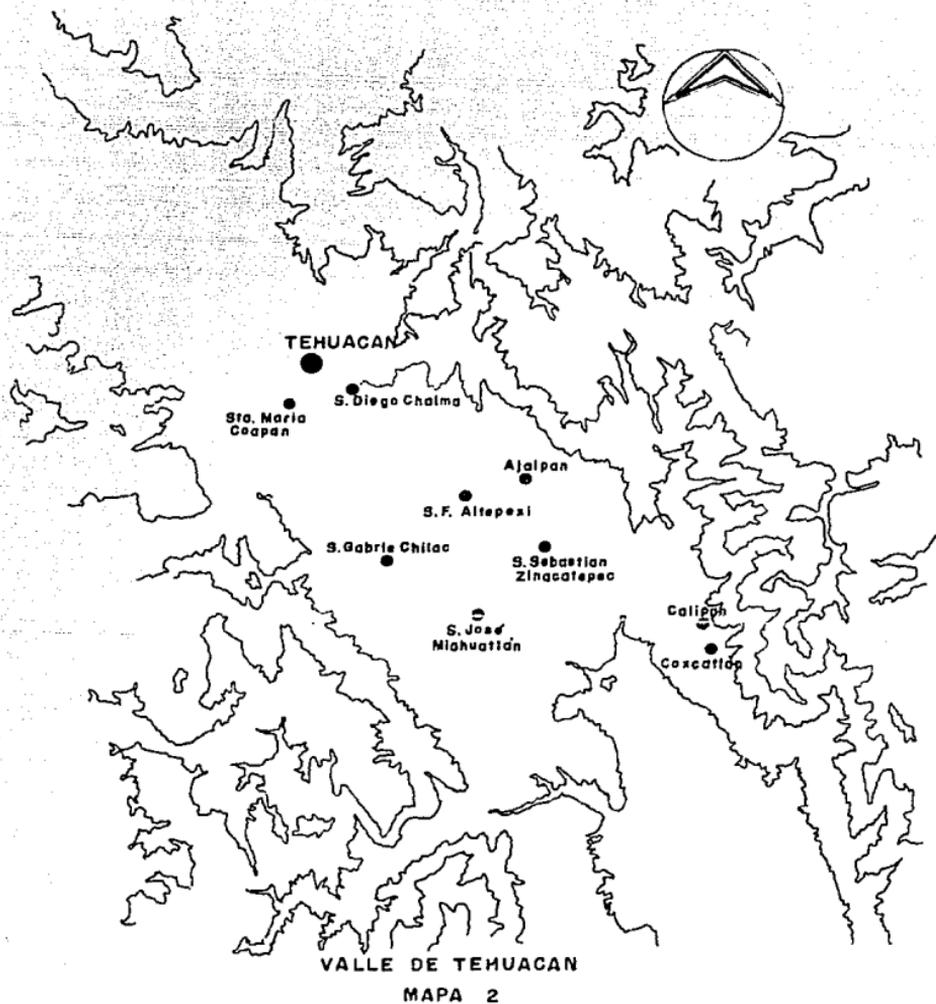 TEHUACAN
S. Diego Chalma
Sta. Maria
Coapan
Ajalpan
S.F. Altepexi
S. Gabrie Chilac
S. Sebastian
Zinacatepec
Calipan
S. José
Miahuatlán
Coxcatlan
VALLE DE TEHUACAN
MAPA 2